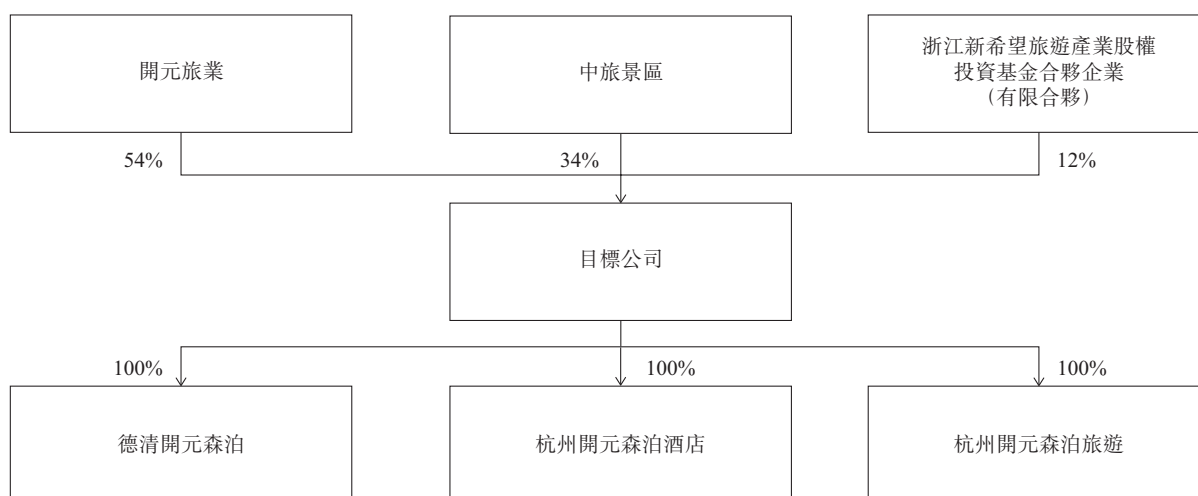 開元旅業
中旅景區
浙江新希望旅遊產業股權
投資基金合夥企業
（有限合夥）
54%
34%
12%
目標公司
100%
100%
100%
德清開元森泊
杭州開元森泊酒店
杭州開元森泊旅遊